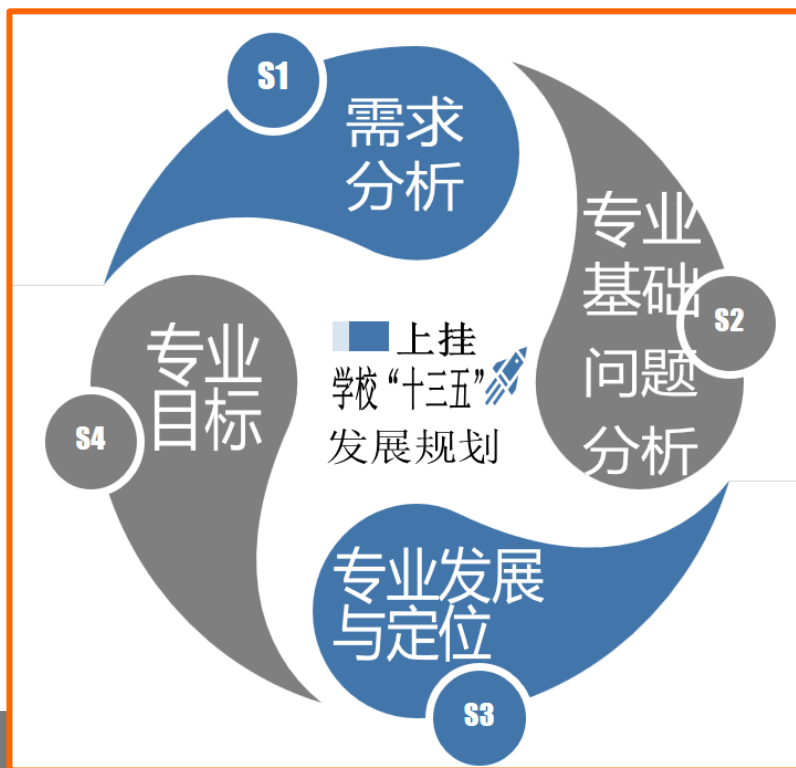 S1
需求
分析
专业
基础
S2
问题
分析
上挂
学校“十三五”
发展规划
专业
目标
S4
专业发展
与定位
S3